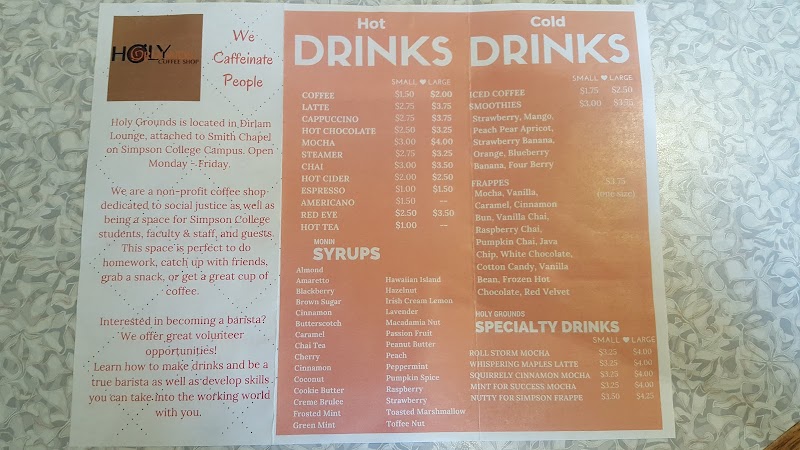 HOLY
COFFEE SHOP
We
Caffeinate
People
Holy Grounds is located in Dirlam
Lounge, attached to Smith Chapel
on Simpson College Campus. Open
Monday - Friday.
We are a non-profit coffee shop
dedicated to social justice as well as
being a space for Simpson College
students, faculty & staff, and guests.
This space is perfect to do
homework, catch up with friends,
grab a snack, or get a great cup of
coffee.
Interested in becoming a barista?
We offer great volunteer
opportunities!
Learn how to make drinks and be a
true barista as well as develop skills
you can take into the working world
with you.
Hot
DRINKS
SMALL ♥ LARGE
COFFEE $1.50 $2.00
LATTE $2.75 $3.75
CAPPUCCINO $2.75 $3.75
HOT CHOCOLATE $2.50 $3.25
MOCHA $3.00 $4.00
STEAMER $2.75 $3.25
CHAI $3.00 $3.50
HOT CIDER $2.00 $2.50
ESPRESSO $1.00 $1.50
AMERICANO $1.50 --
RED EYE $2.50 $3.50
HOT TEA $1.00 --
MONIN
SYRUPS
Almond
Amaretto
Blackberry
Brown Sugar
Cinnamon
Butterscotch
Caramel
Chai Tea
Cherry
Cinnamon
Coconut
Cookie Butter
Creme Brulee
Frosted Mint
Green Mint
Hawaiian Island
Hazelnut
Irish Cream Lemon
Lavender
Macadamia Nut
Passion Fruit
Peanut Butter
Peach
Peppermint
Pumpkin Spice
Raspberry
Strawberry
Toasted Marshmallow
Toffee Nut
Cold
DRINKS
SMALL ♥ LARGE
ICED COFFEE $1.75 $2.50
SMOOTHIES $3.00 $3.75
Strawberry, Mango,
Peach Pear Apricot,
Strawberry Banana,
Orange, Blueberry
Banana, Four Berry
FRAPPES $3.75
Mocha, Vanilla, (one size)
Caramel, Cinnamon
Bun, Vanilla Chai,
Raspberry Chai,
Pumpkin Chai, Java
Chip, White Chocolate,
Cotton Candy, Vanilla
Bean, Frozen Hot
Chocolate, Red Velvet
HOLY GROUNDS
SPECIALTY DRINKS
SMALL ♥ LARGE
ROLL STORM MOCHA $3.25 $4.00
WHISPERING MAPLES LATTE $3.25 $4.00
SQUIRRELY CINNAMON MOCHA $3.25 $4.00
MINT FOR SUCCESS MOCHA $3.25 $4.00
NUTTY FOR SIMPSON FRAPPE $3.50 $4.25